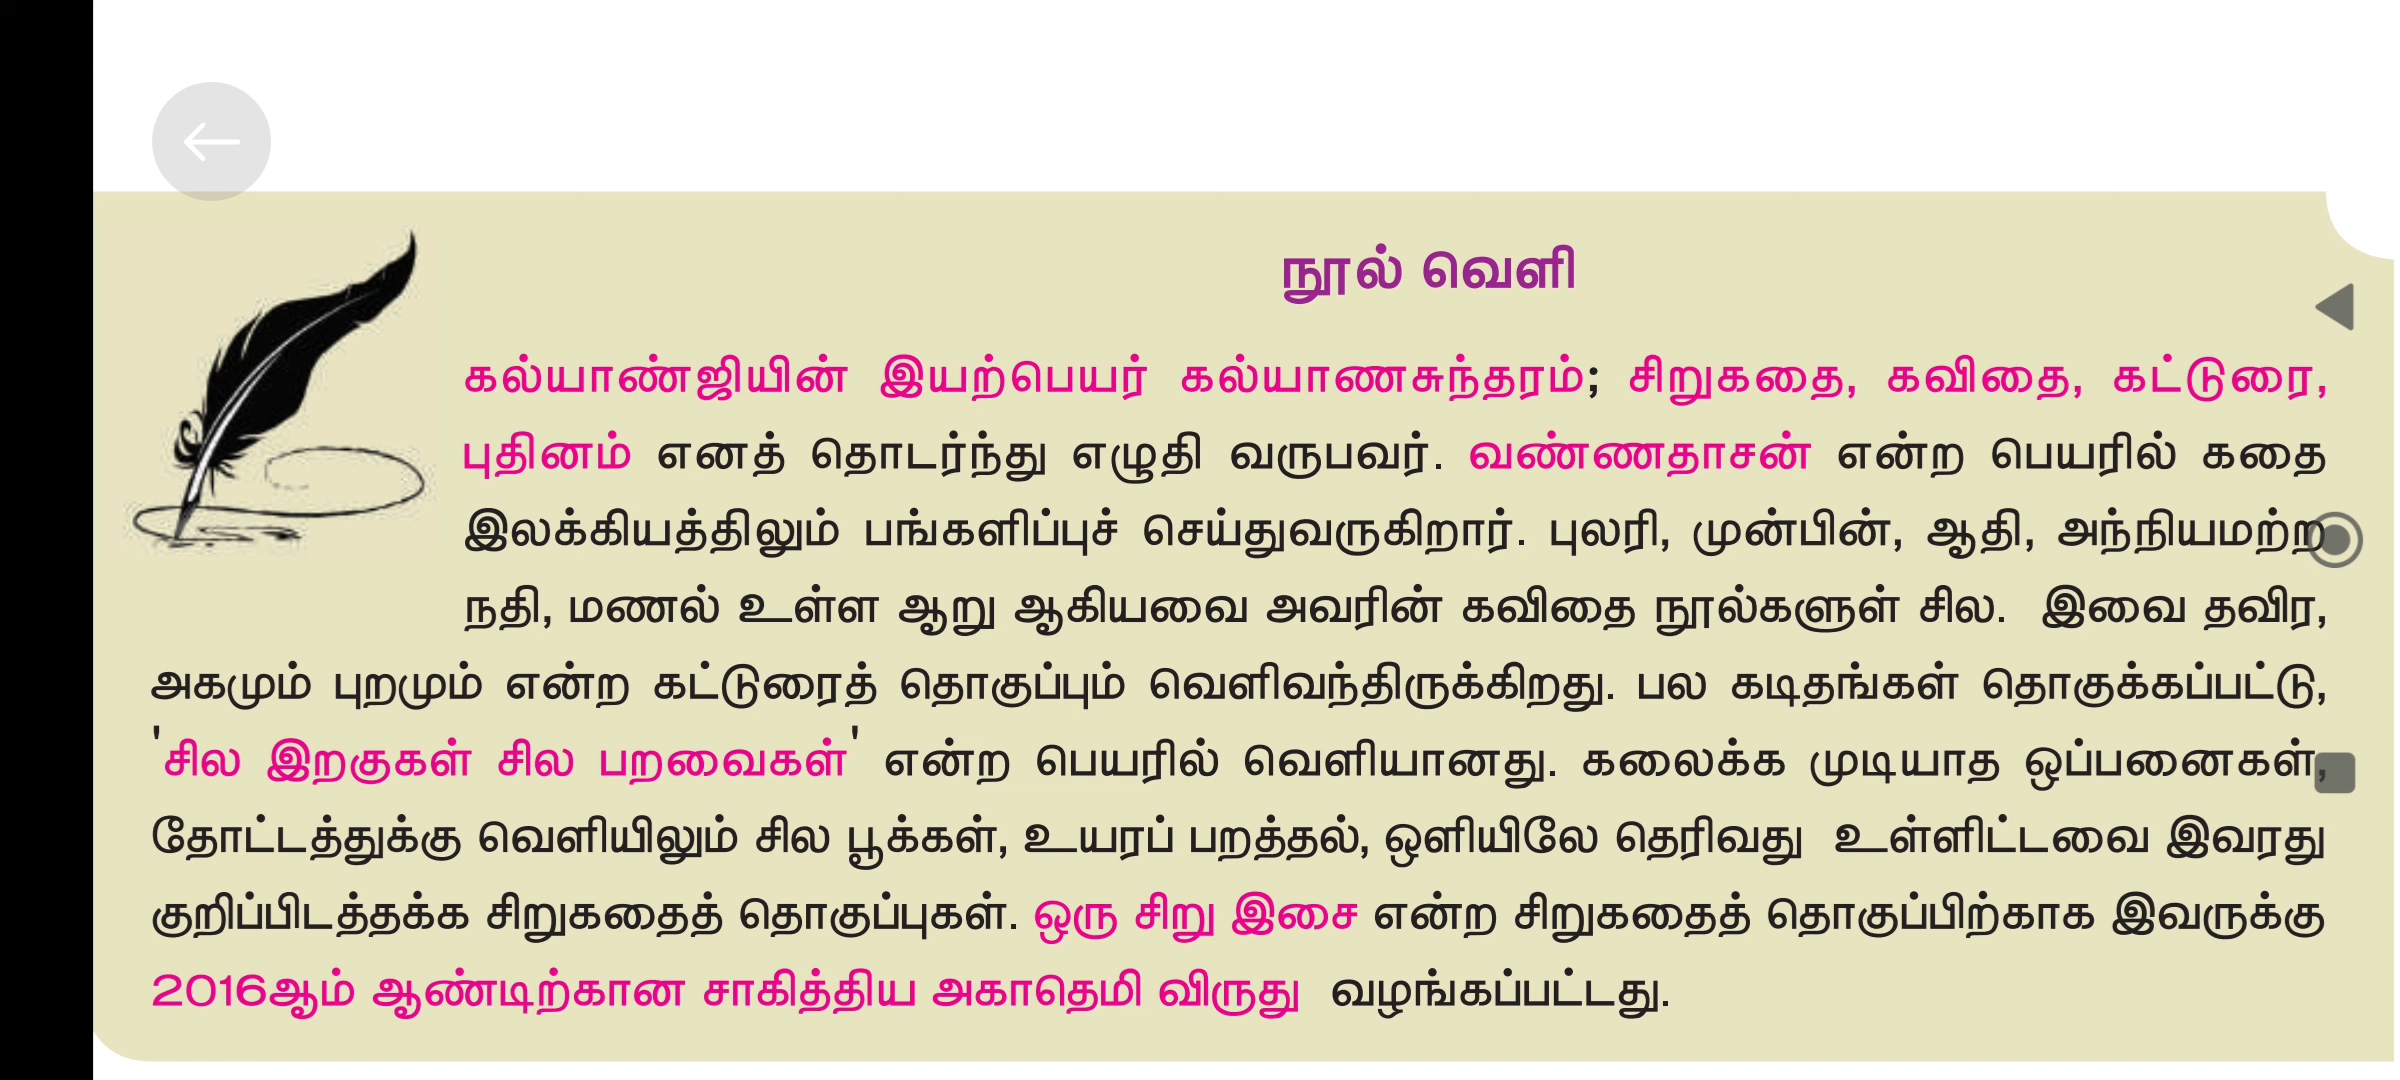 நூல் வெளி
கல்யாண்ஜியின் இயற்பெயர் கல்யாணசுந்தரம்; சிறுகதை, கவிதை, கட்டுரை,
புதினம் எனத் தொடர்ந்து எழுதி வருபவர். வண்ணதாசன் என்ற பெயரில் கதை
இலக்கியத்திலும் பங்களிப்புச் செய்துவருகிறார். புலரி, முன்பின், ஆதி, அந்நியமற்ற
நதி, மணல் உள்ள ஆறு ஆகியவை அவரின் கவிதை நூல்களுள் சில. இவை தவிர,
அகமும் புறமும் என்ற கட்டுரைத் தொகுப்பும் வெளிவந்திருக்கிறது. பல கடிதங்கள் தொகுக்கப்பட்டு,
'சில இறகுகள் சில பறவைகள்' என்ற பெயரில் வெளியானது. கலைக்க முடியாத ஒப்பனைகள்,
தோட்டத்துக்கு வெளியிலும் சில பூக்கள், உயரப் பறத்தல், ஒளியிலே தெரிவது உள்ளிட்டவை இவரது
குறிப்பிடத்தக்க சிறுகதைத் தொகுப்புகள். ஒரு சிறு இசை என்ற சிறுகதைத் தொகுப்பிற்காக இவருக்கு
2016ஆம் ஆண்டிற்கான சாகித்திய அகாதெமி விருது வழங்கப்பட்டது.